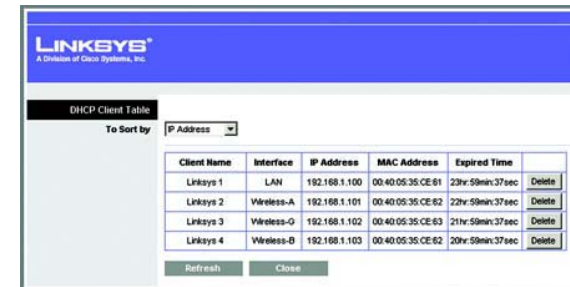 LINKSYS®
A Division of Cisco Systems, Inc.
DHCP Client Table
To Sort by IP Address
Client Name Interface IP Address MAC Address Expired Time
Linksys 1 LAN 192.168.1.100 00:40:05:35:CE:61 23hr:59min:37sec Delete
Linksys 2 Wireless-A 192.168.1.101 00:40:05:35:CE:62 22hr:59min:37sec Delete
Linksys 3 Wireless-G 192.168.1.102 00:40:05:35:CE:63 21hr:59min:37sec Delete
Linksys 4 Wireless-B 192.168.1.103 00:40:05:35:CE:62 20hr:59min:37sec Delete
Refresh Close